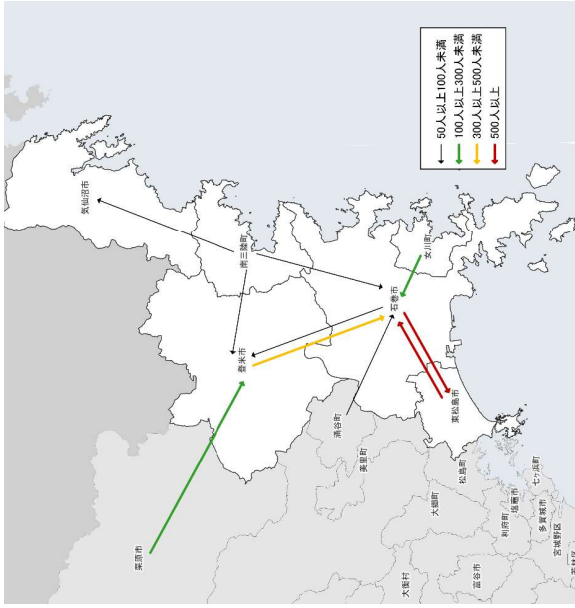 50人以上100人未満
100人以上300人未満
300人以上500人未満
500人以上
気仙沼市
南三陸町
登米市
栗原市
女川町
石巻市
東松島市
涌谷町
美里町
松島町
大郷町
大衡村
富谷市
利府町
塩竈市
七ヶ浜町
多賀城市
宮城野区
若林区